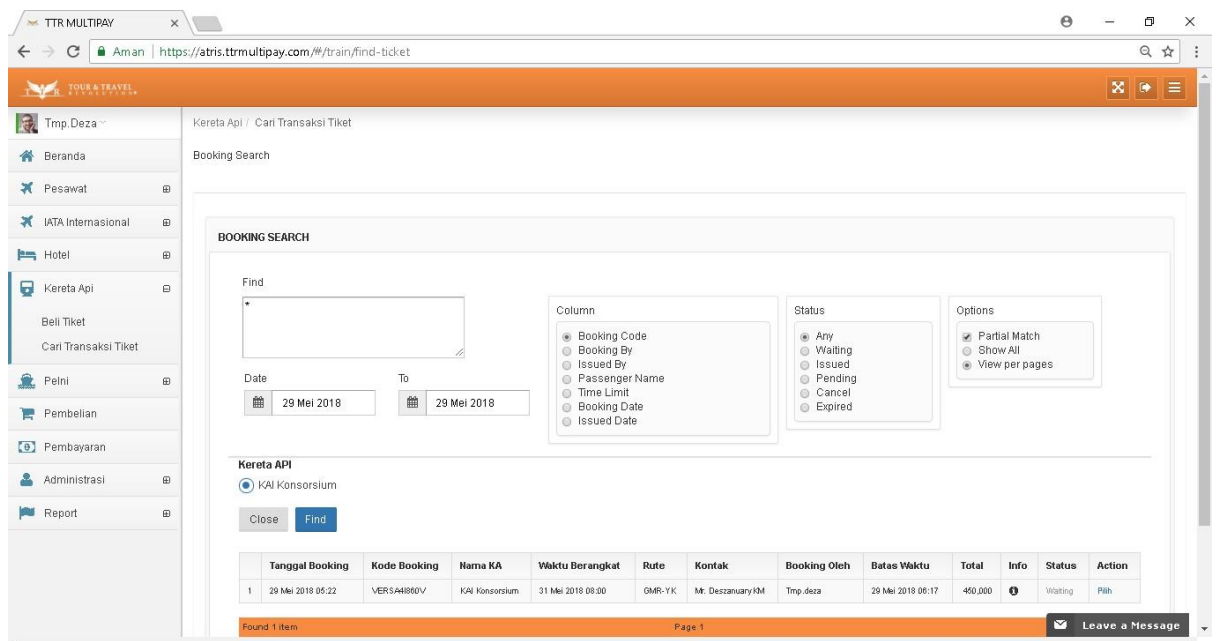 TTR MULTIPAY
Aman | https://atris.ttrmultipay.com/#/train/find-ticket
TOUR & TRAVEL
REVOLUTION
Tmp.Deza
Kereta Api / Cari Transaksi Tiket
Beranda
Booking Search
Pesawat
IATA Internasional
Hotel
Kereta Api
Beli Tiket
Cari Transaksi Tiket
Pelni
Pembelian
Pembayaran
Administrasi
Report
BOOKING SEARCH
Find
*
Date To
29 Mei 2018 29 Mei 2018
Column
Booking Code
Booking By
Issued By
Passenger Name
Time Limit
Booking Date
Issued Date
Status
Any
Waiting
Issued
Pending
Cancel
Expired
Options
Partial Match
Show All
View per pages
Kereta API
KAI Konsorsium
Close Find
Tanggal Booking Kode Booking Nama KA Waktu Berangkat Rute Kontak Booking Oleh Batas Waktu Total Info Status Action
1 29 Mei 2018 05:22 KAI Konsorsium 31 Mei 2018 08:00 GMR-YK Mr. Deszanuary KM Tmp.deza 29 Mei 2018 06:17 450,000 Waiting Pilih
Found 1 item Page 1
Leave a Message